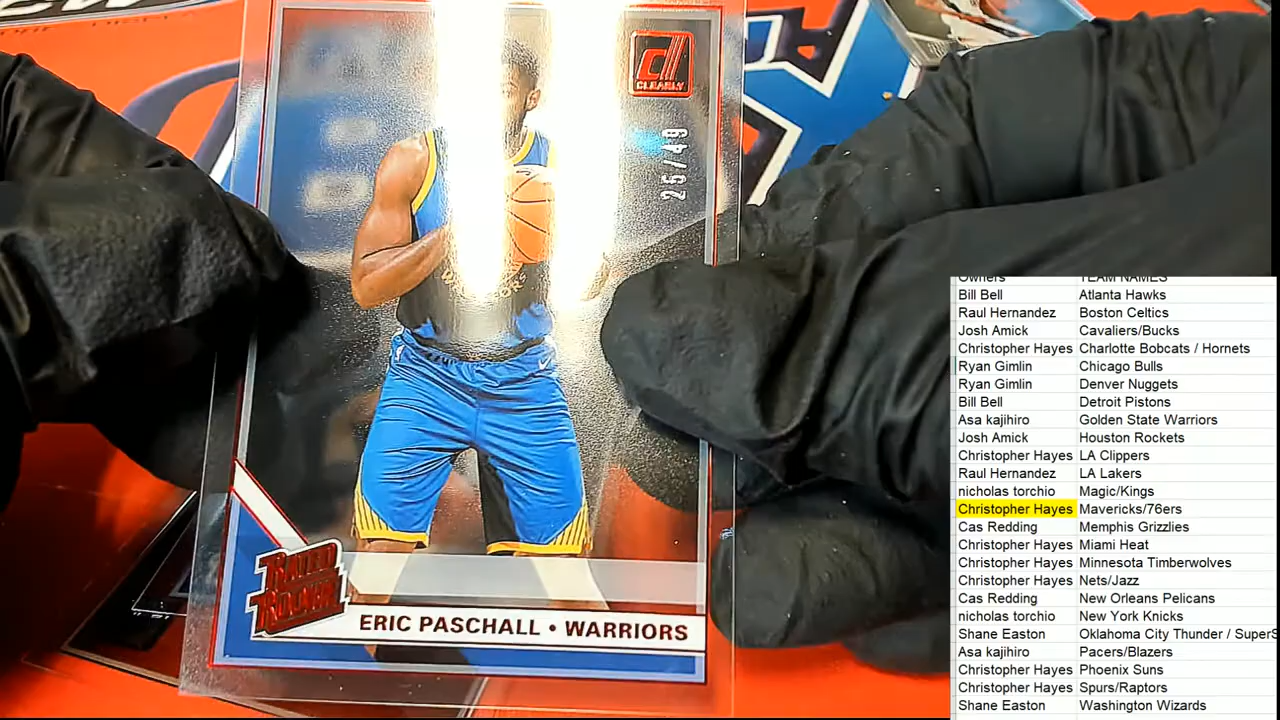 CLEARLY
25/49
RATED
ROOKIE
ERIC PASCHALL • WARRIORS
Owners TEAM NAMES
Bill Bell Atlanta Hawks
Raul Hernandez Boston Celtics
Josh Amick Cavaliers/Bucks
Christopher Hayes Charlotte Bobcats / Hornets
Ryan Gimlin Chicago Bulls
Ryan Gimlin Denver Nuggets
Bill Bell Detroit Pistons
Asa kajihiro Golden State Warriors
Josh Amick Houston Rockets
Christopher Hayes LA Clippers
Raul Hernandez LA Lakers
nicholas torchio Magic/Kings
Christopher Hayes Mavericks/76ers
Cas Redding Memphis Grizzlies
Christopher Hayes Miami Heat
Christopher Hayes Minnesota Timberwolves
Christopher Hayes Nets/Jazz
Cas Redding New Orleans Pelicans
nicholas torchio New York Knicks
Shane Easton Oklahoma City Thunder / SuperS
Asa kajihiro Pacers/Blazers
Christopher Hayes Phoenix Suns
Christopher Hayes Spurs/Raptors
Shane Easton Washington Wizards